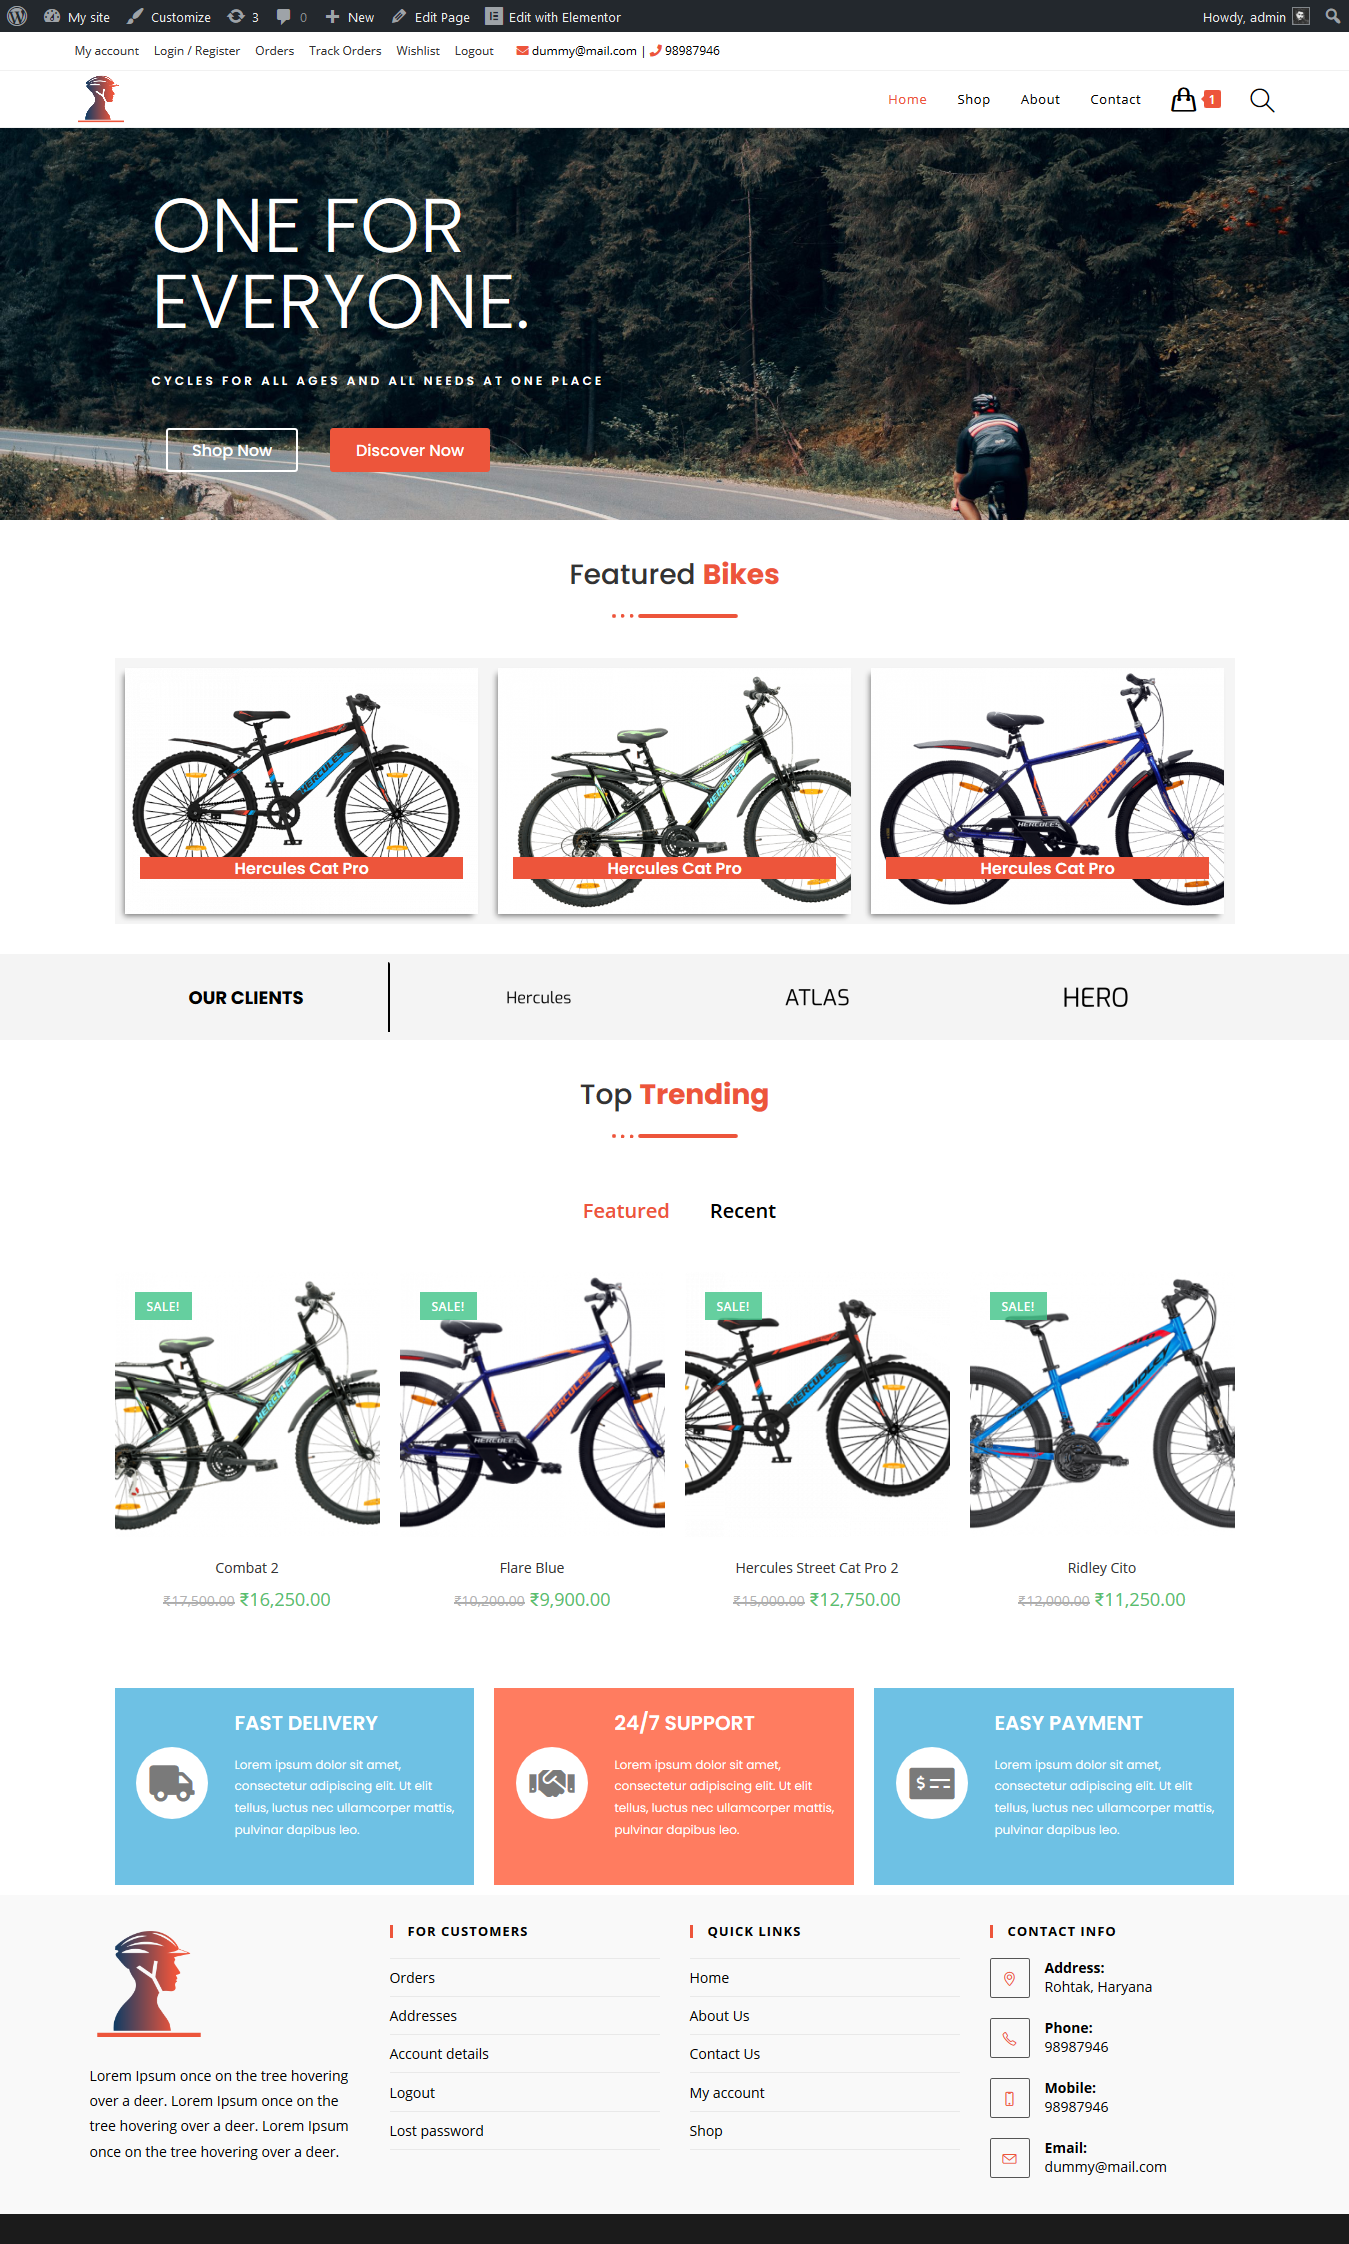 My site Customize 3 0 New Edit Page Edit with Elementor Howdy, admin
My account Login / Register Orders Track Orders Wishlist Logout dummy@mail.com | 98987946
Home Shop About Contact 1
ONE FOR
EVERYONE.
CYCLES FOR ALL AGES AND ALL NEEDS AT ONE PLACE
Shop Now Discover Now
Featured Bikes
HERCULES
HERCULES
HERCULES
HERCULES
Hercules Cat Pro Hercules Cat Pro Hercules Cat Pro
OUR CLIENTS Hercules ATLAS HERO
Top Trending
Featured Recent
SALE! SALE! SALE! SALE!
HERCULES
HERCULES
HERCULES
HERCULES
RIDLEY
Combat 2 Flare Blue Hercules Street Cat Pro 2 Ridley Cito
₹17,500.00 ₹16,250.00 ₹10,200.00 ₹9,900.00 ₹15,000.00 ₹12,750.00 ₹12,000.00 ₹11,250.00
FAST DELIVERY
Lorem ipsum dolor sit amet,
consectetur adipiscing elit. Ut elit
tellus, luctus nec ullamcorper mattis,
pulvinar dapibus leo.
24/7 SUPPORT
Lorem ipsum dolor sit amet,
consectetur adipiscing elit. Ut elit
tellus, luctus nec ullamcorper mattis,
pulvinar dapibus leo.
EASY PAYMENT
Lorem ipsum dolor sit amet,
consectetur adipiscing elit. Ut elit
tellus, luctus nec ullamcorper mattis,
pulvinar dapibus leo.
Lorem Ipsum once on the tree hovering
over a deer. Lorem Ipsum once on the
tree hovering over a deer. Lorem Ipsum
once on the tree hovering over a deer.
FOR CUSTOMERS
Orders
Addresses
Account details
Logout
Lost password
QUICK LINKS
Home
About Us
Contact Us
My account
Shop
CONTACT INFO
Address:
Rohtak, Haryana
Phone:
98987946
Mobile:
98987946
Email:
dummy@mail.com